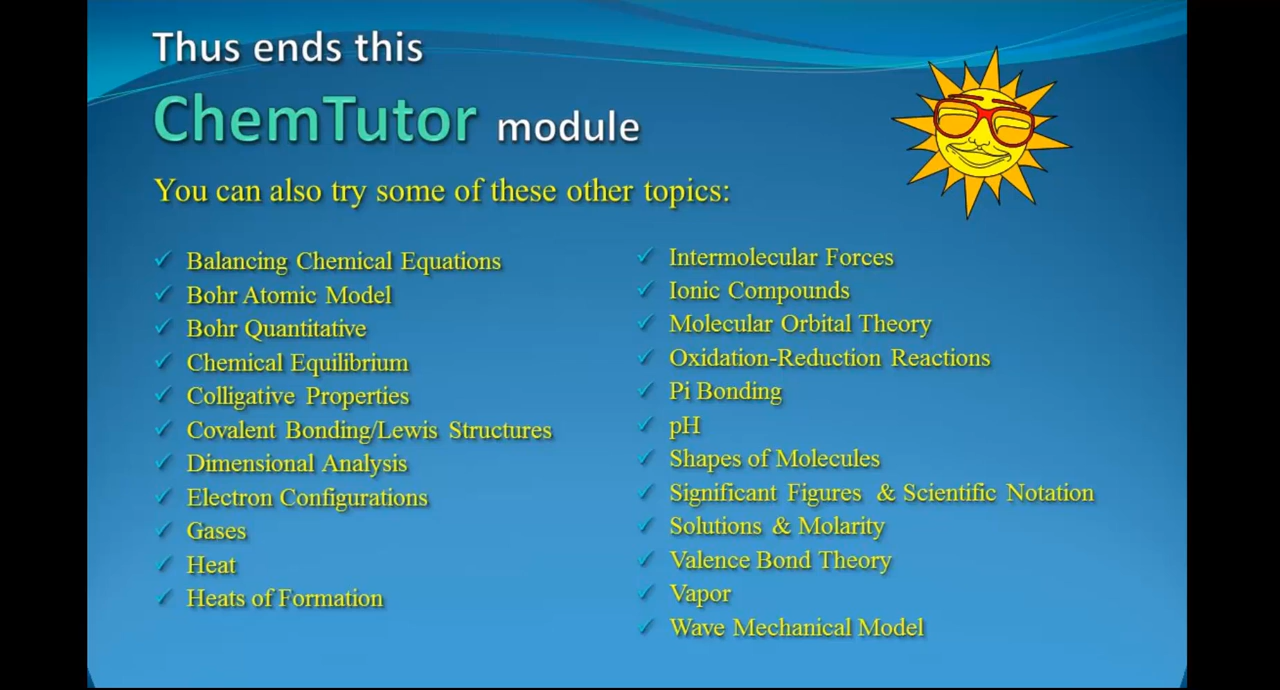 Thus ends this
ChemTutor module
You can also try some of these other topics:
Balancing Chemical Equations
Bohr Atomic Model
Bohr Quantitative
Chemical Equilibrium
Colligative Properties
Covalent Bonding/Lewis Structures
Dimensional Analysis
Electron Configurations
Gases
Heat
Heats of Formation
Intermolecular Forces
Ionic Compounds
Molecular Orbital Theory
Oxidation-Reduction Reactions
Pi Bonding
pH
Shapes of Molecules
Significant Figures & Scientific Notation
Solutions & Molarity
Valence Bond Theory
Vapor
Wave Mechanical Model